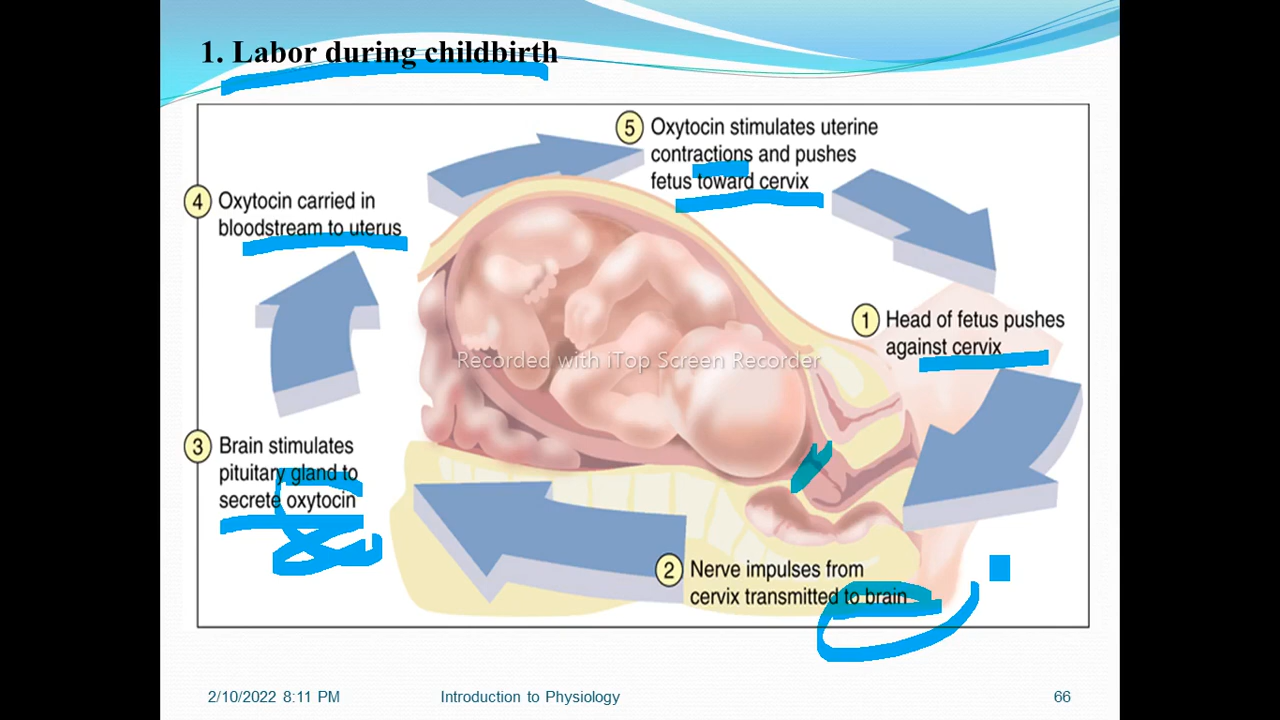 1. Labor during childbirth
5 Oxytocin stimulates uterine
contractions and pushes
fetus toward cervix
4 Oxytocin carried in
bloodstream to uterus
1 Head of fetus pushes
against cervix
Recorded with iTop Screen Recorder
3 Brain stimulates
pituitary gland to
secrete oxytocin
2 Nerve impulses from
cervix transmitted to brain
2/10/2022 8:11 PM
Introduction to Physiology
66